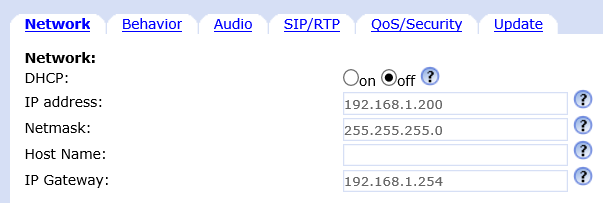 Network Behavior Audio SIP/RTP QoS/Security Update
Network:
DHCP: on off ?
IP address: 192.168.1.200 ?
Netmask: 255.255.255.0 ?
Host Name: ?
IP Gateway: 192.168.1.254 ?